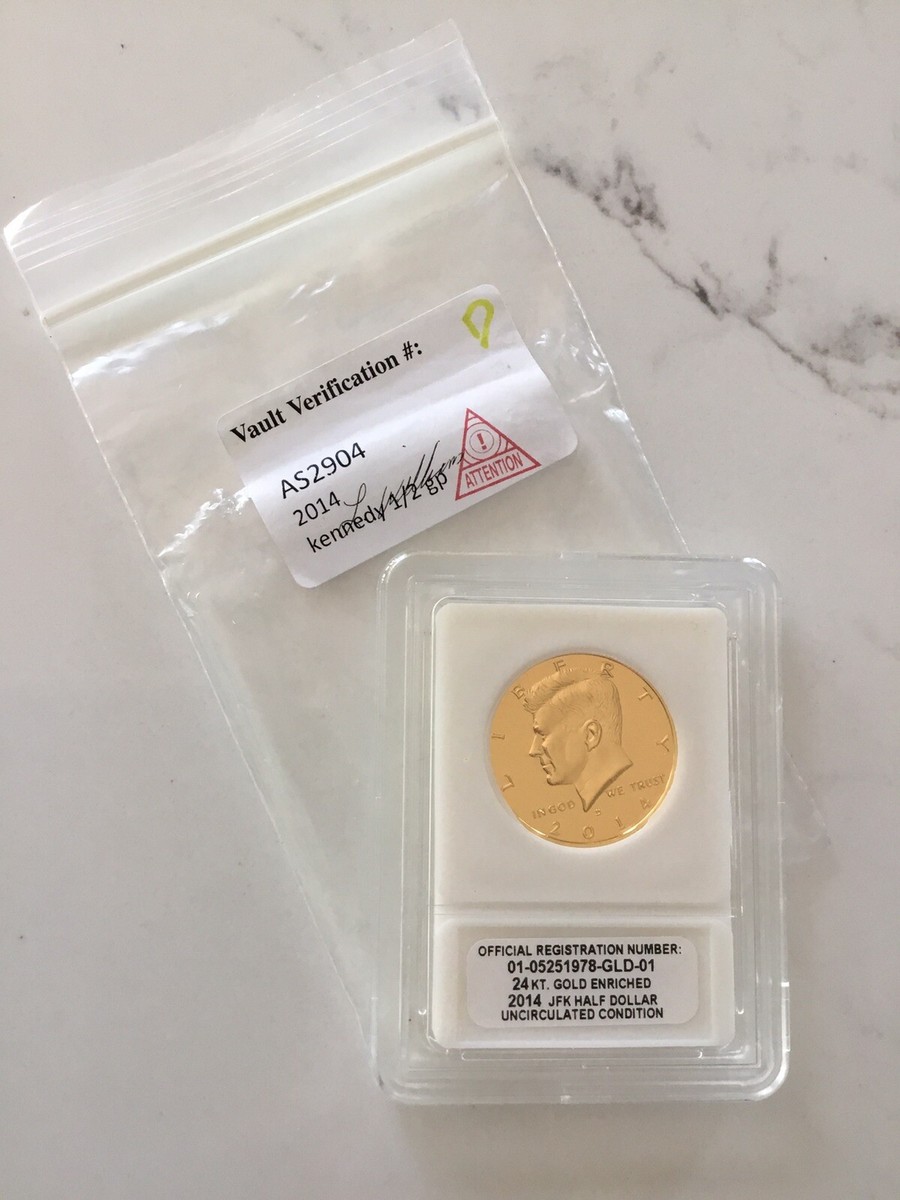 Vault Verification #:
AS2904
2014
kennedy 1/2 gp
!
ATTENTION
LIBERTY
IN GOD WE TRUST
D
2014
OFFICIAL REGISTRATION NUMBER:
01-05251978-GLD-01
24 KT. GOLD ENRICHED
2014 JFK HALF DOLLAR
UNCIRCULATED CONDITION